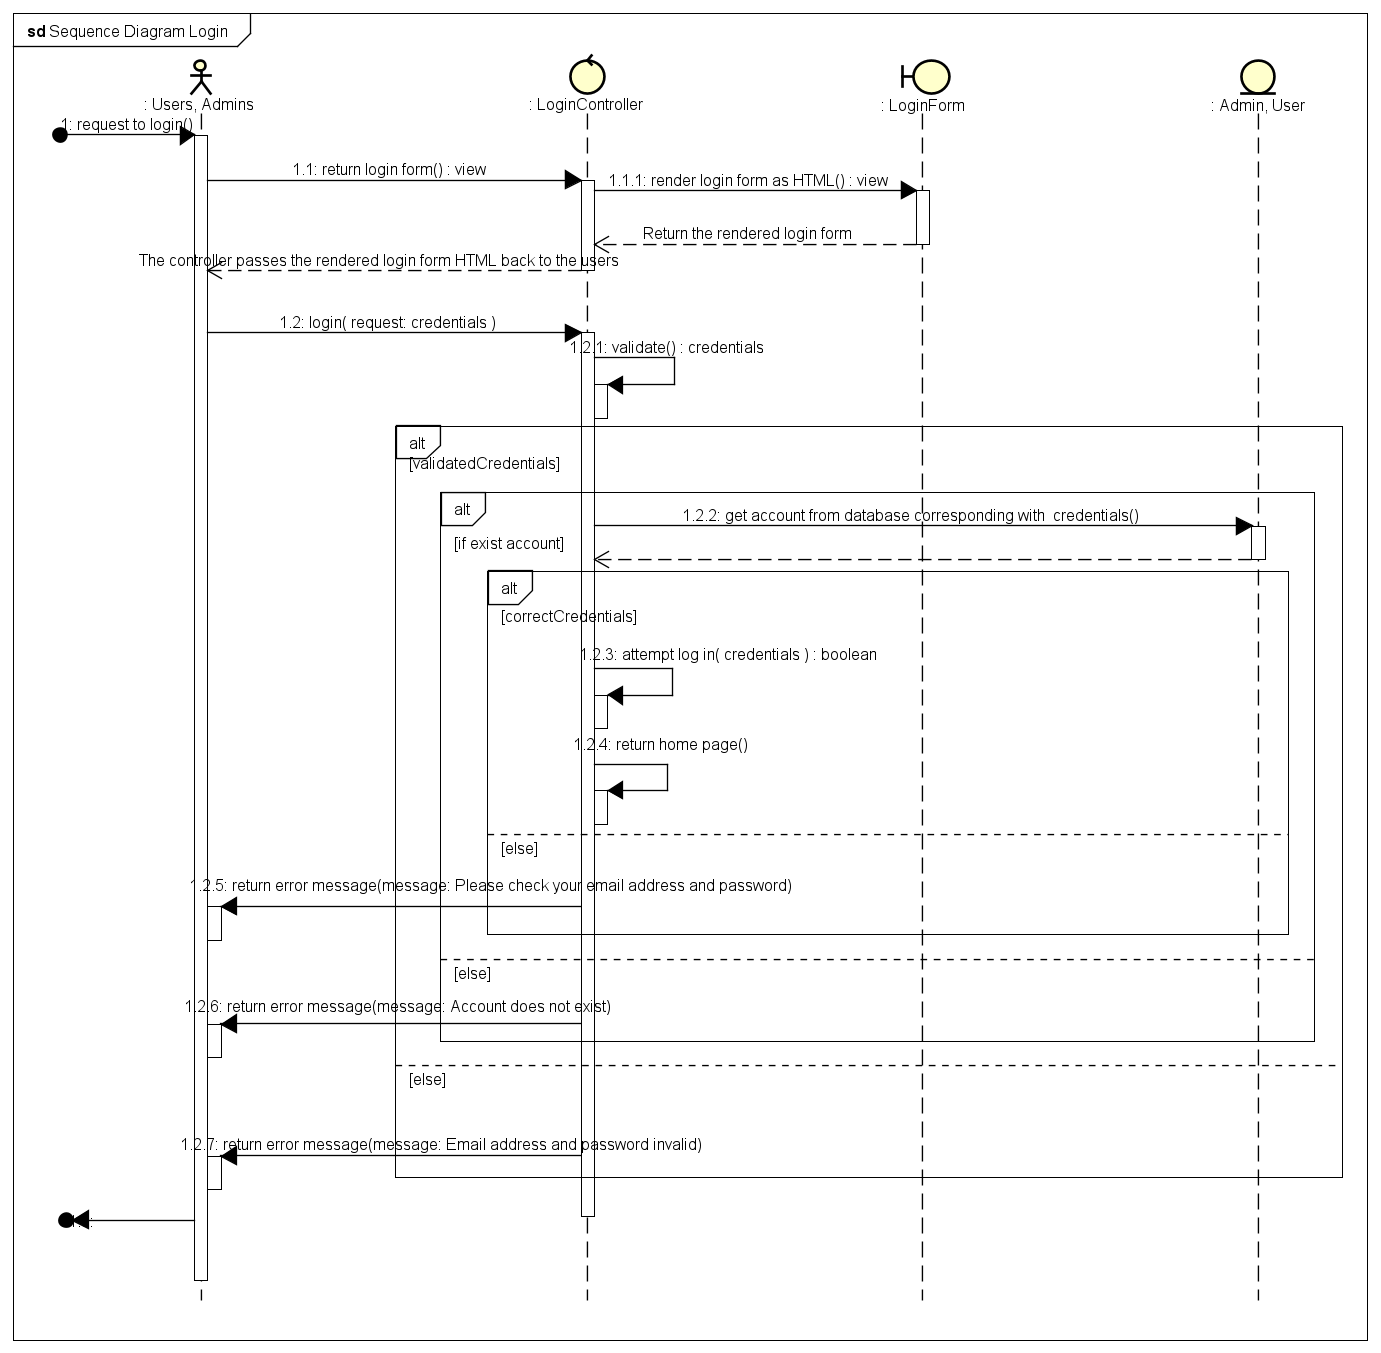 sd Sequence Diagram Login
: Users, Admins
: LoginController
: LoginForm
: Admin, User
1: request to login()
1.1: return login form() : view
1.1.1: render login form as HTML() : view
Return the rendered login form
The controller passes the rendered login form HTML back to the users
1.2: login( request: credentials )
1.2.1: validate() : credentials
alt
[validatedCredentials]
alt
1.2.2: get account from database corresponding with  credentials()
[if exist account]
alt
[correctCredentials]
1.2.3: attempt log in( credentials ) : boolean
1.2.4: return home page()
[else]
1.2.5: return error message(message: Please check your email address and password)
[else]
1.2.6: return error message(message: Account does not exist)
[else]
1.2.7: return error message(message: Email address and password invalid)